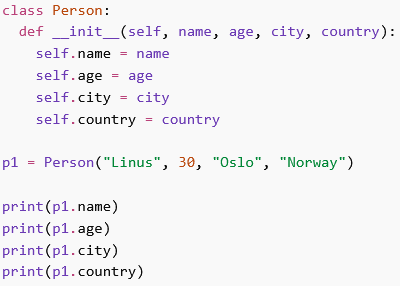 class Person:
  def __init__(self, name, age, city, country):
    self.name = name
    self.age = age
    self.city = city
    self.country = country

p1 = Person("Linus", 30, "Oslo", "Norway")

print(p1.name)
print(p1.age)
print(p1.city)
print(p1.country)